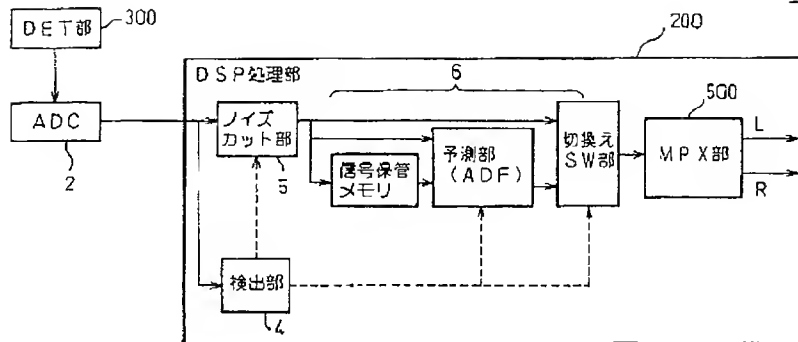 DET部
300
200
DSP処理部
6
ADC
2
ノイズ
カット部
5
信号保管
メモリ
予測部
(ADF)
切換え
SW部
500
MPX部
L
R
検出部
4